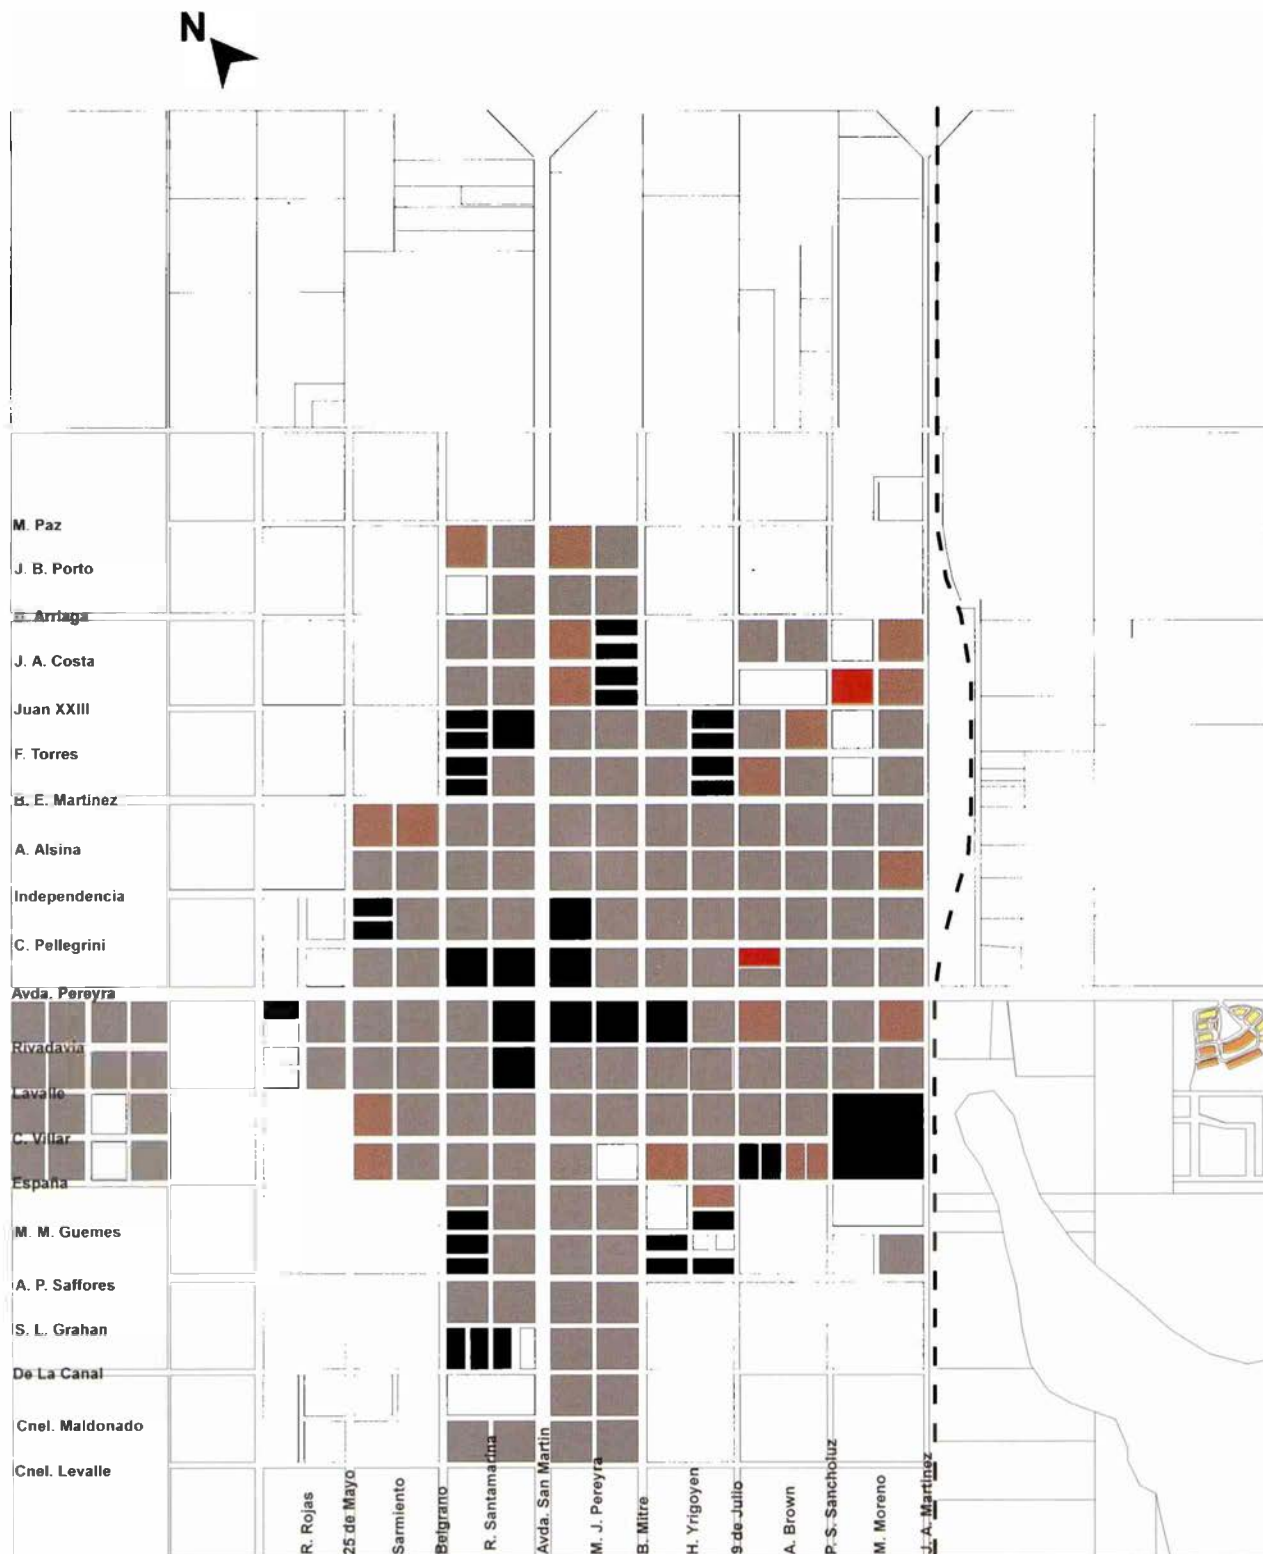 N
M. Paz
J. B. Porto
B. Arriaga
J. A. Costa
Juan XXIII
F. Torres
B. E. Martinez
A. Alsina
Independencia
C. Pellegrini
Avda. Pereyra
Rivadavia
Lavalle
C. Villar
España
M. M. Guemes
A. P. Saffores
S. L. Grahan
De La Canal
Cnel. Maldonado
Cnel. Levalle
R. Rojas
25 de Mayo
Sarmiento
Belgrano
R. Santamarina
Avda. San Martin
M. J. Pereyra
B. Mitre
H. Yrigoyen
9 de Julio
A. Brown
P. S. Sancholuz
M. Moreno
J. A. Martinez